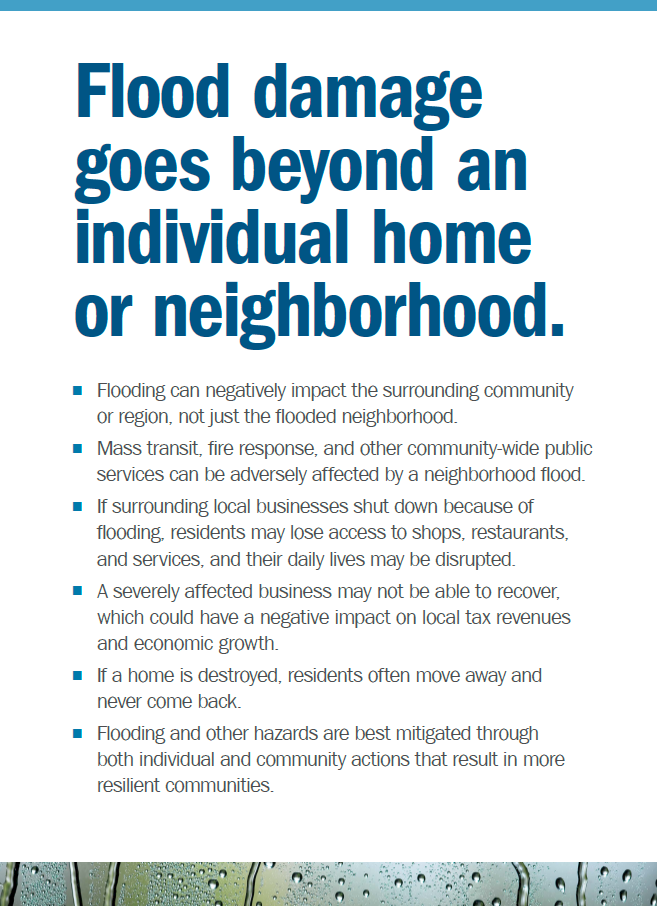 Flood damage
goes beyond an
individual home
or neighborhood.
■ Flooding can negatively impact the surrounding community
or region, not just the flooded neighborhood.
■ Mass transit, fire response, and other community-wide public
services can be adversely affected by a neighborhood flood.
■ If surrounding local businesses shut down because of
flooding, residents may lose access to shops, restaurants,
and services, and their daily lives may be disrupted.
■ A severely affected business may not be able to recover,
which could have a negative impact on local tax revenues
and economic growth.
■ If a home is destroyed, residents often move away and
never come back.
■ Flooding and other hazards are best mitigated through
both individual and community actions that result in more
resilient communities.